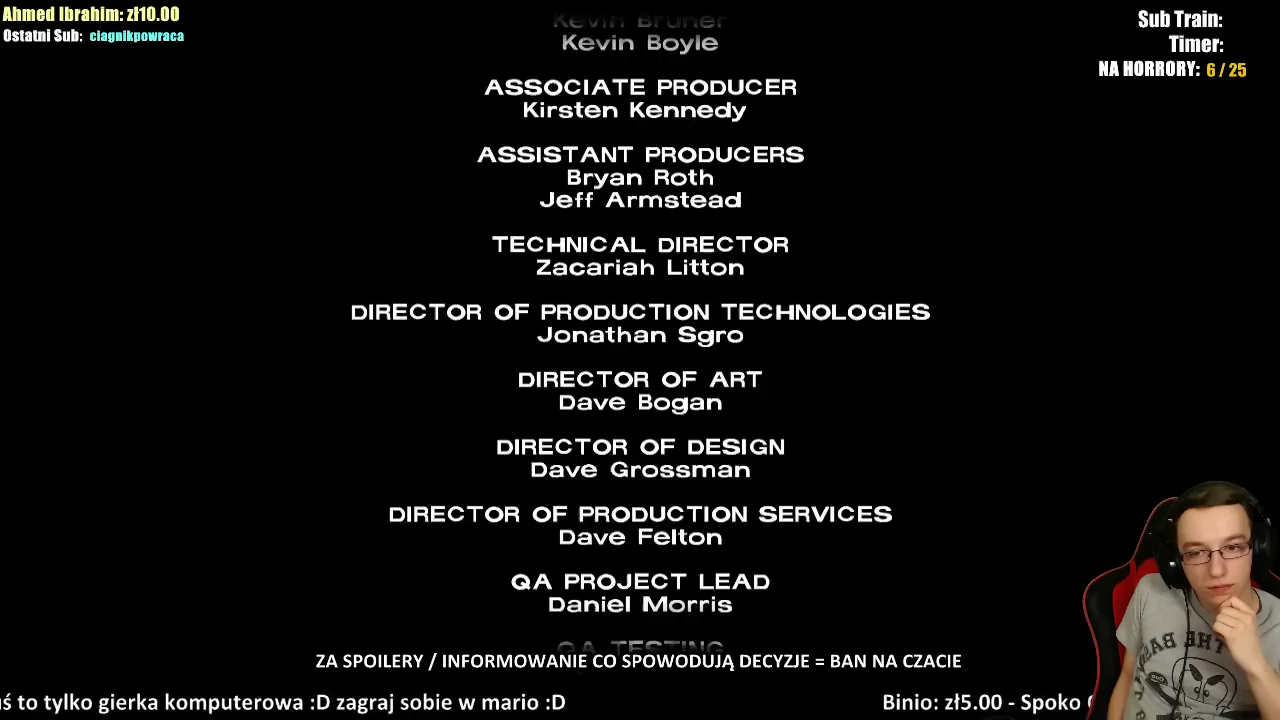 Ahmed Ibrahim: zł10.00
Ostatni Sub: ciagnikpowraca
Sub Train:
Timer:
NA HORRORY: 6 / 25
Kevin Bruner
Kevin Boyle
ASSOCIATE PRODUCER
Kirsten Kennedy
ASSISTANT PRODUCERS
Bryan Roth
Jeff Armstead
TECHNICAL DIRECTOR
Zacariah Litton
DIRECTOR OF PRODUCTION TECHNOLOGIES
Jonathan Sgro
DIRECTOR OF ART
Dave Bogan
DIRECTOR OF DESIGN
Dave Grossman
DIRECTOR OF PRODUCTION SERVICES
Dave Felton
QA PROJECT LEAD
Daniel Morris
QA TESTING
ZA SPOILERY / INFORMOWANIE CO SPOWODUJĄ DECYZJE = BAN NA CZACIE
ś to tylko gierka komputerowa :D zagraj sobie w mario :D
Binio: zł5.00 - Spoko